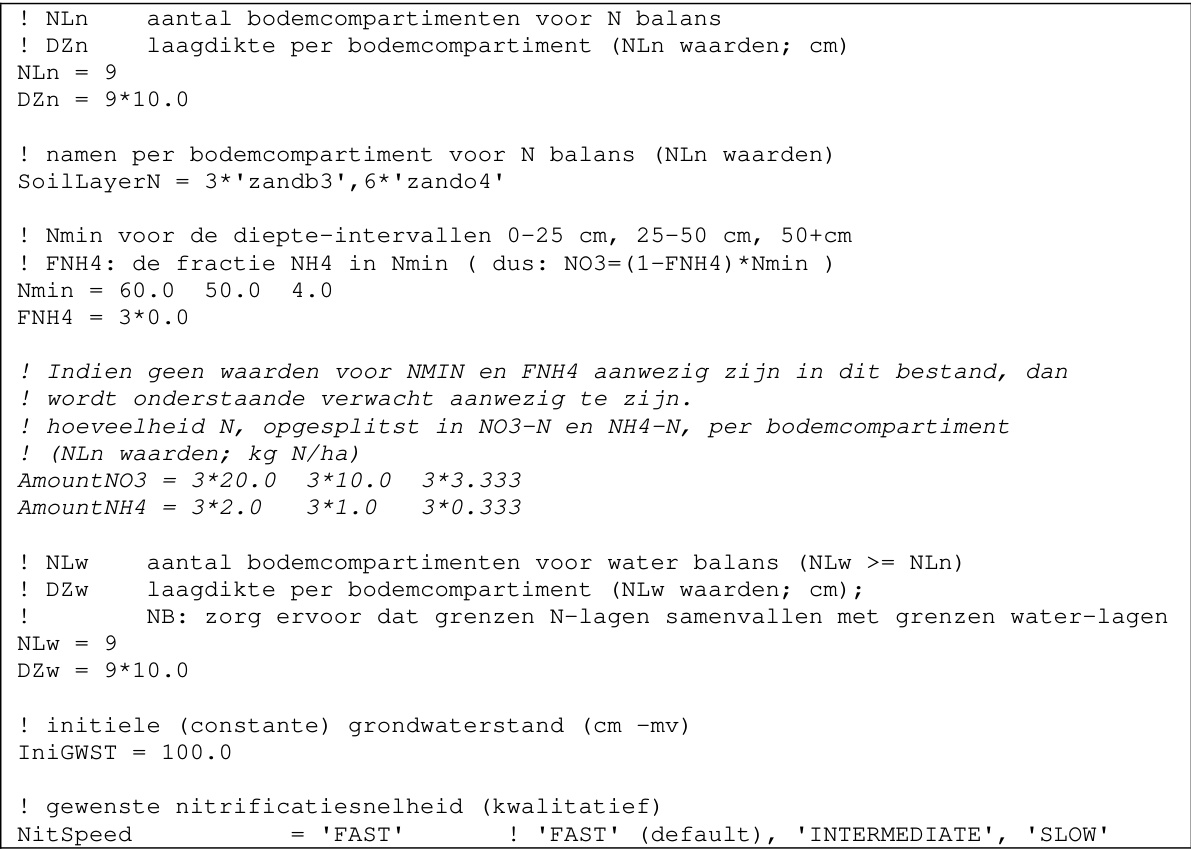 ! NLn    aantal bodemcompartimenten voor N balans
! DZn    laagdikte per bodemcompartiment (NLn waarden; cm)
NLn = 9
DZn = 9*10.0

! namen per bodemcompartiment voor N balans (NLn waarden)
SoilLayerN = 3*'zandb3',6*'zando4'

! Nmin voor de diepte-intervallen 0-25 cm, 25-50 cm, 50+cm
! FNH4: de fractie NH4 in Nmin ( dus: NO3=(1-FNH4)*Nmin )
Nmin = 60.0  50.0  4.0
FNH4 = 3*0.0

! Indien geen waarden voor NMIN en FNH4 aanwezig zijn in dit bestand, dan
! wordt onderstaande verwacht aanwezig te zijn.
! hoeveelheid N, opgesplitst in NO3-N en NH4-N, per bodemcompartiment
! (NLn waarden; kg N/ha)
AmountNO3 = 3*20.0  3*10.0  3*3.333
AmountNH4 = 3*2.0   3*1.0   3*0.333

! NLw    aantal bodemcompartimenten voor water balans (NLw >= NLn)
! DZw    laagdikte per bodemcompartiment (NLw waarden; cm);
!        NB: zorg ervoor dat grenzen N-lagen samenvallen met grenzen water-lagen
NLw = 9
DZw = 9*10.0

! initiele (constante) grondwaterstand (cm -mv)
IniGWST = 100.0

! gewenste nitrificatiesnelheid (kwalitatief)
NitSpeed           = 'FAST'       ! 'FAST' (default), 'INTERMEDIATE', 'SLOW'